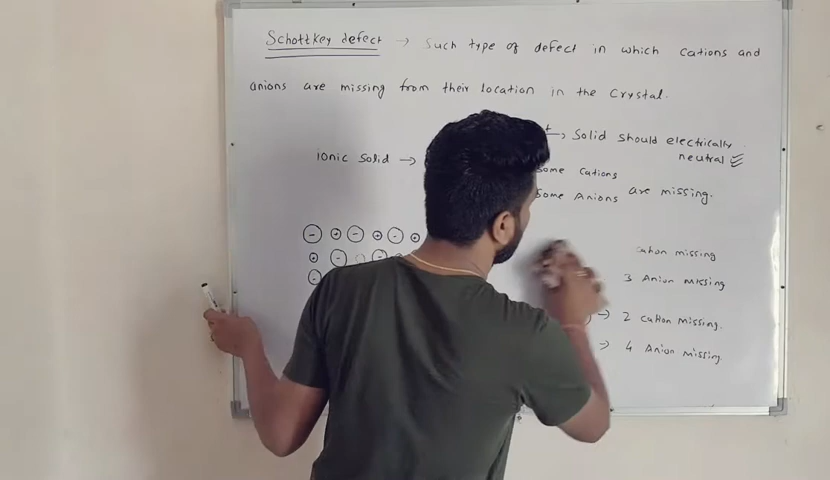 Schottkey defect → Such type of defect in which Cations and
anions are missing from their location in the Crystal.
Solid should electrically
neutral
ionic solid →
Some Cations
Some Anions are missing.
− + − + − +
+ −
−
Cation missing
3 Anion missing
→ 2 Cation missing.
→ 4 Anion missing